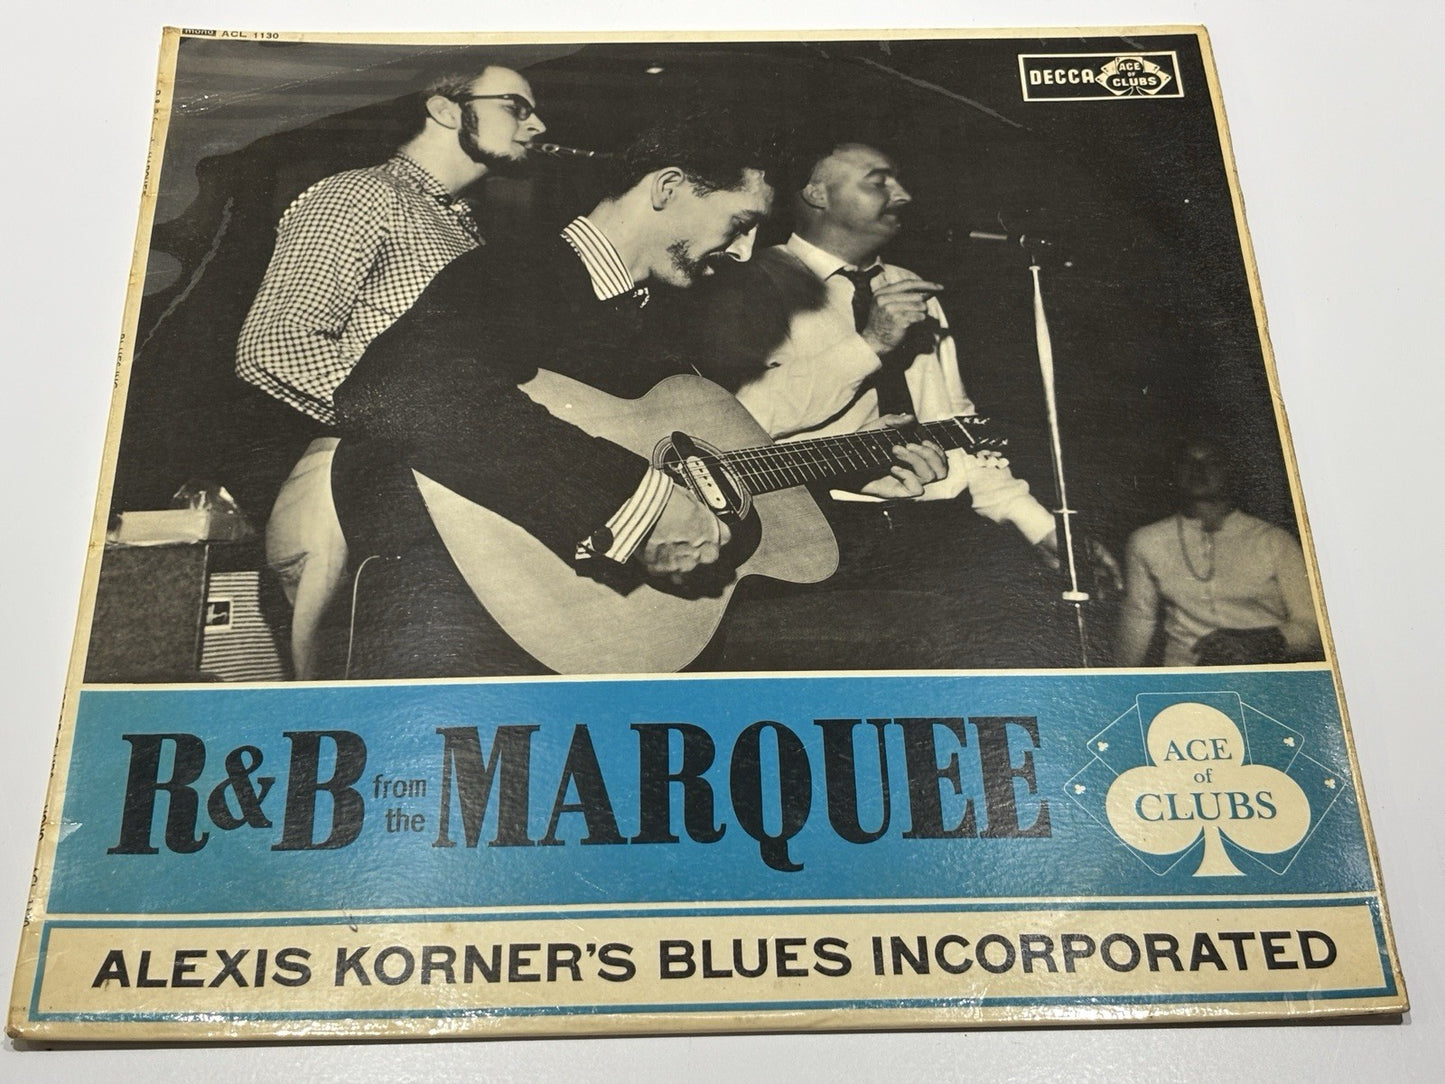 mono ACL 1130
DECCA
ACE
OF
CLUBS
R&B from the MARQUEE
ACE
of
CLUBS
ALEXIS KORNER'S BLUES INCORPORATED